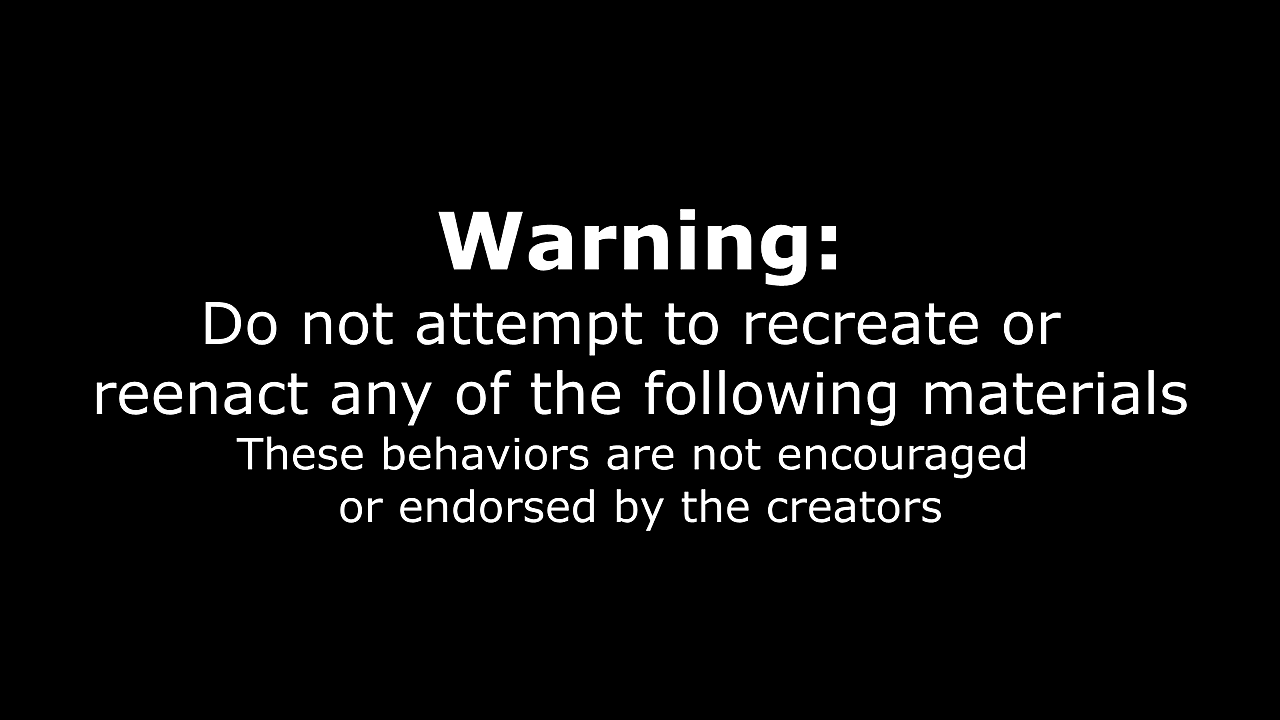 Warning:
Do not attempt to recreate or
reenact any of the following materials
These behaviors are not encouraged
or endorsed by the creators